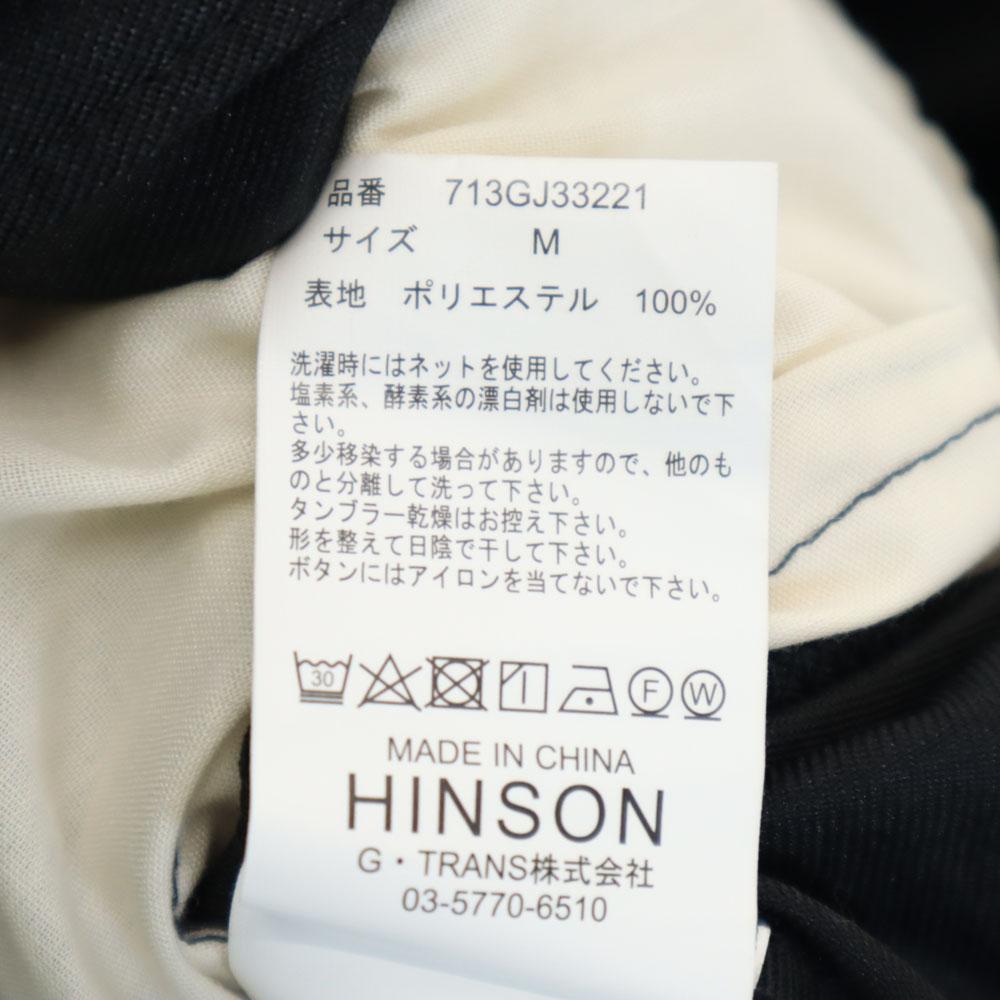 品番 713GJ33221
サイズ M
表地 ポリエステル 100%
洗濯時にはネットを使用してください。
塩素系、酵素系の漂白剤は使用しないで下
さい。
多少移染する場合がありますので、他のも
のと分離して洗って下さい。
タンブラー乾燥はお控え下さい。
形を整えて日陰で干して下さい。
ボタンにはアイロンを当てないで下さい。
30 F W
MADE IN CHINA
HINSON
G・TRANS株式会社
03-5770-6510